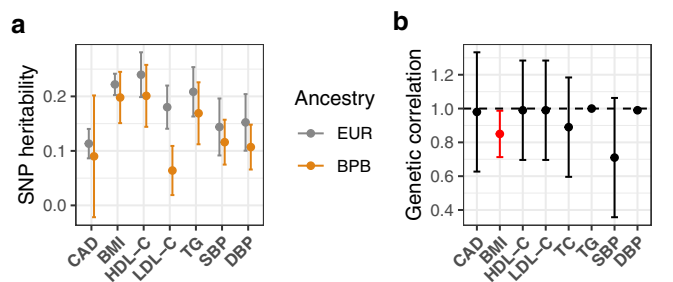 a
SNP heritability
0.2
0.1
0.0
CAD
BMI
HDL−C
LDL−C
TG
SBP
DBP
Ancestry
EUR
BPB
b
Genetic correlation
1.2
1.0
0.8
0.6
0.4
CAD
BMI
HDL−C
LDL−C
TC
TG
SBP
DBP